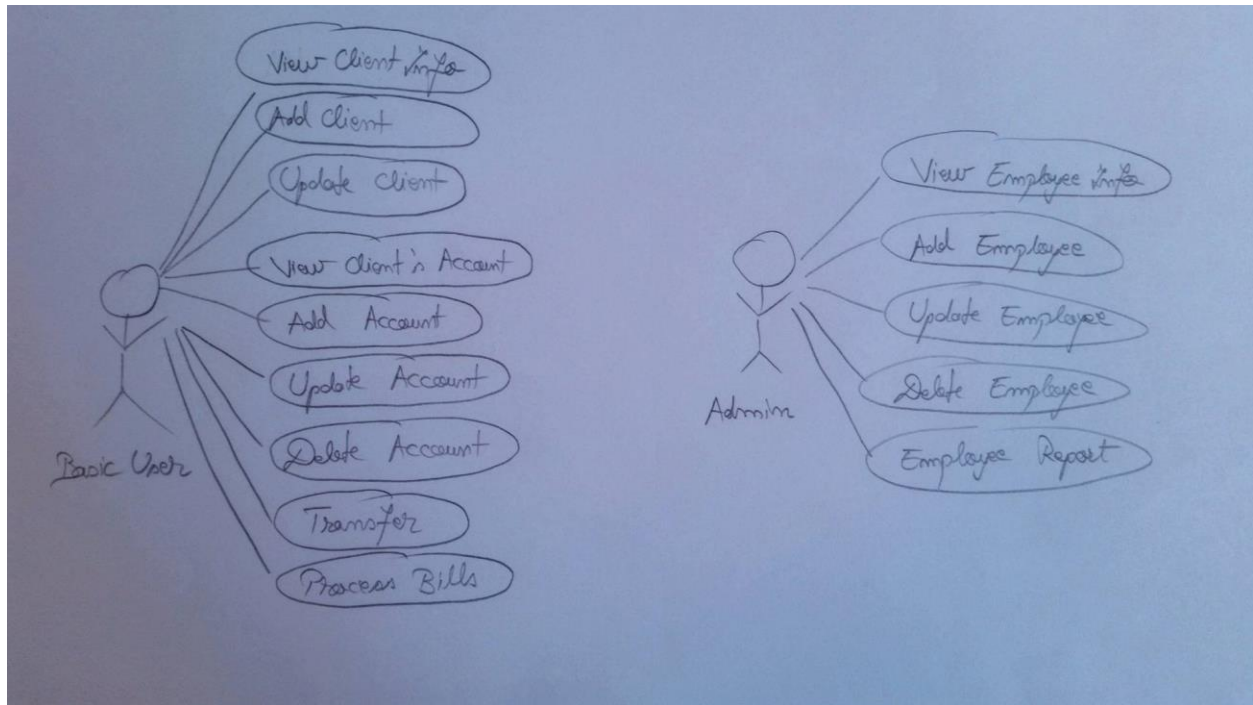 View Client Info
Add Client
Update Client
View Client's Account
Add Account
Update Account
Delete Account
Transfer
Process Bills
Basic User
View Employee Info
Add Employee
Update Employee
Delete Employee
Employee Report
Admin